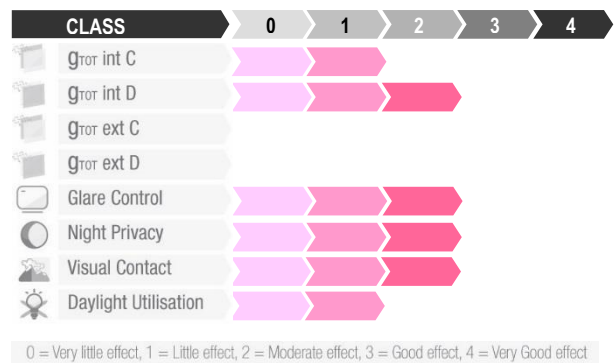 CLASS 0 1 2 3 4
gTOT int C
gTOT int D
gTOT ext C
gTOT ext D
Glare Control
Night Privacy
Visual Contact
Daylight Utilisation
0 = Very little effect, 1 = Little effect, 2 = Moderate effect, 3 = Good effect, 4 = Very Good effect